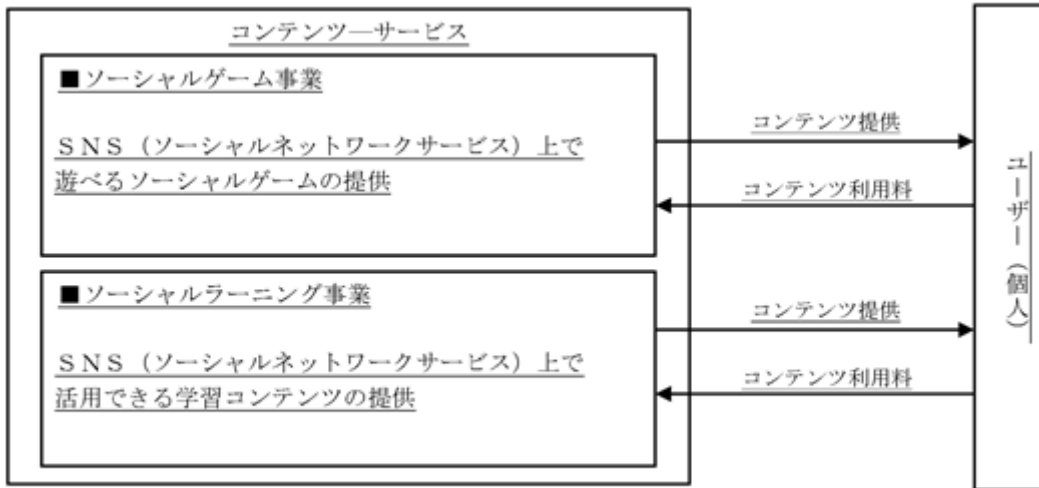 コンテンツ―サービス
■ソーシャルゲーム事業
SNS（ソーシャルネットワークサービス）上で
遊べるソーシャルゲームの提供
コンテンツ提供
コンテンツ利用料
■ソーシャルラーニング事業
SNS（ソーシャルネットワークサービス）上で
活用できる学習コンテンツの提供
コンテンツ提供
コンテンツ利用料
ユーザー（個人）